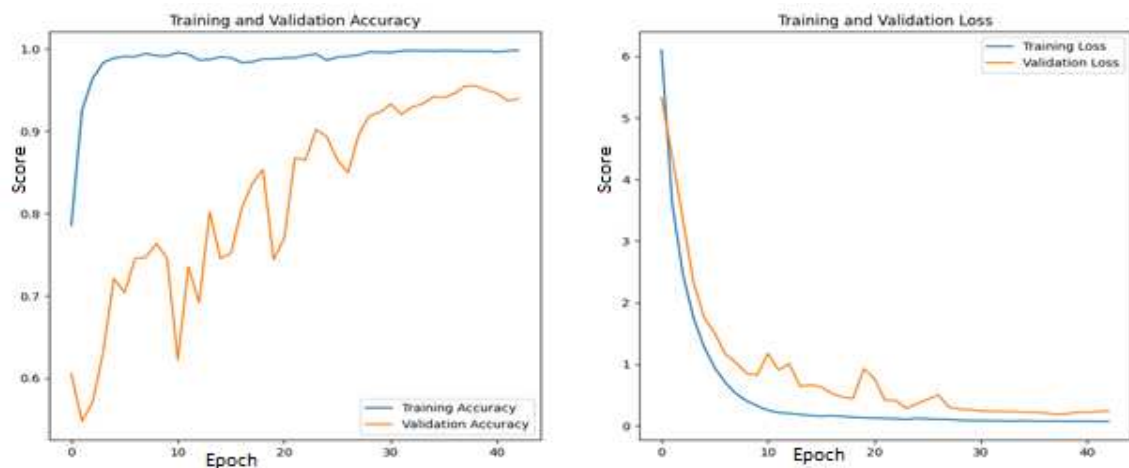 Training and Validation Accuracy
1.0
0.9
0.8
0.7
0.6
Score
Training Accuracy
Validation Accuracy
0
10
20
30
40
Epoch
Training and Validation Loss
6
5
4
3
2
1
0
Score
Training Loss
Validation Loss
0
10
20
30
40
Epoch